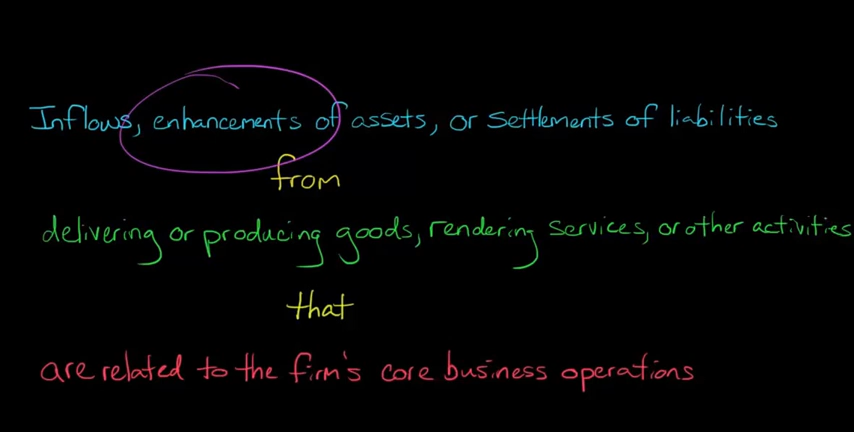 Inflows, enhancements of assets, or settlements of liabilities
from
delivering or producing goods, rendering services, or other activities
that
are related to the firm's core business operations